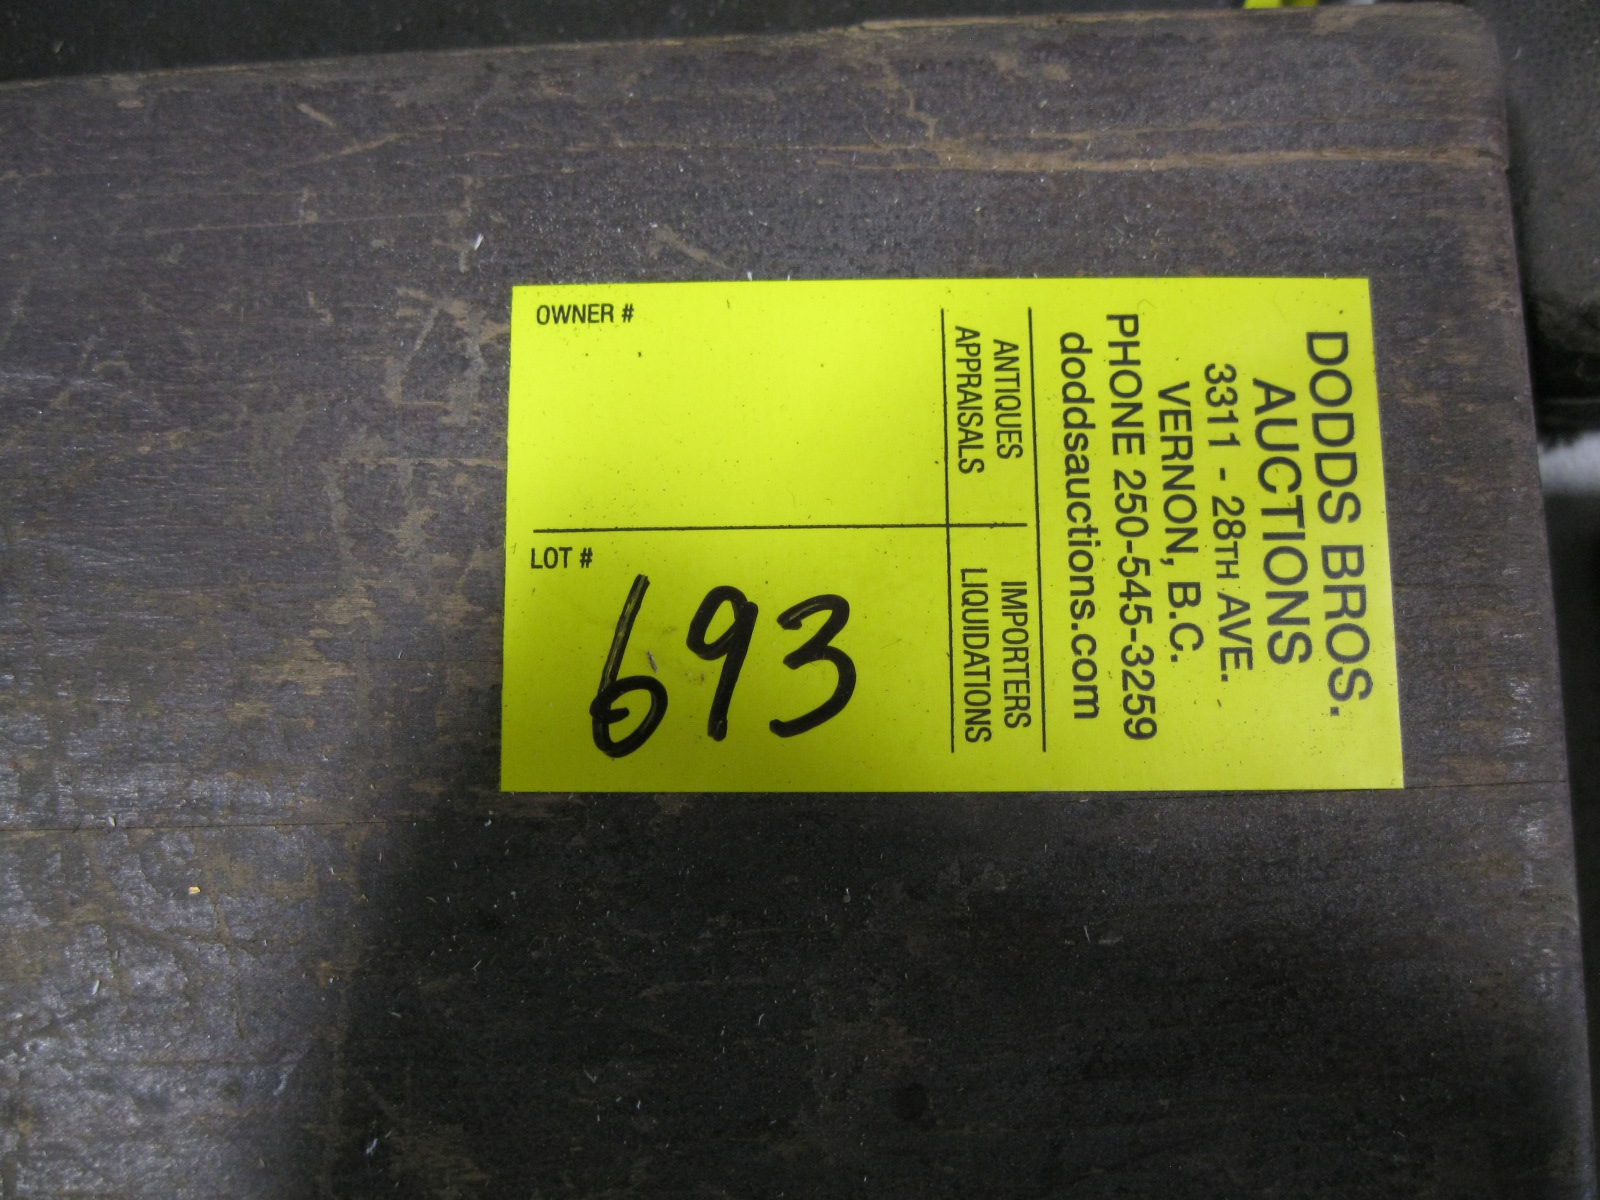 DODDS BROS.
AUCTIONS
3311 - 28TH AVE.
VERNON, B.C.
PHONE 250-545-3259
doddsauctions.com
ANTIQUES
APPRAISALS
IMPORTERS
LIQUIDATIONS
OWNER #
LOT #
693